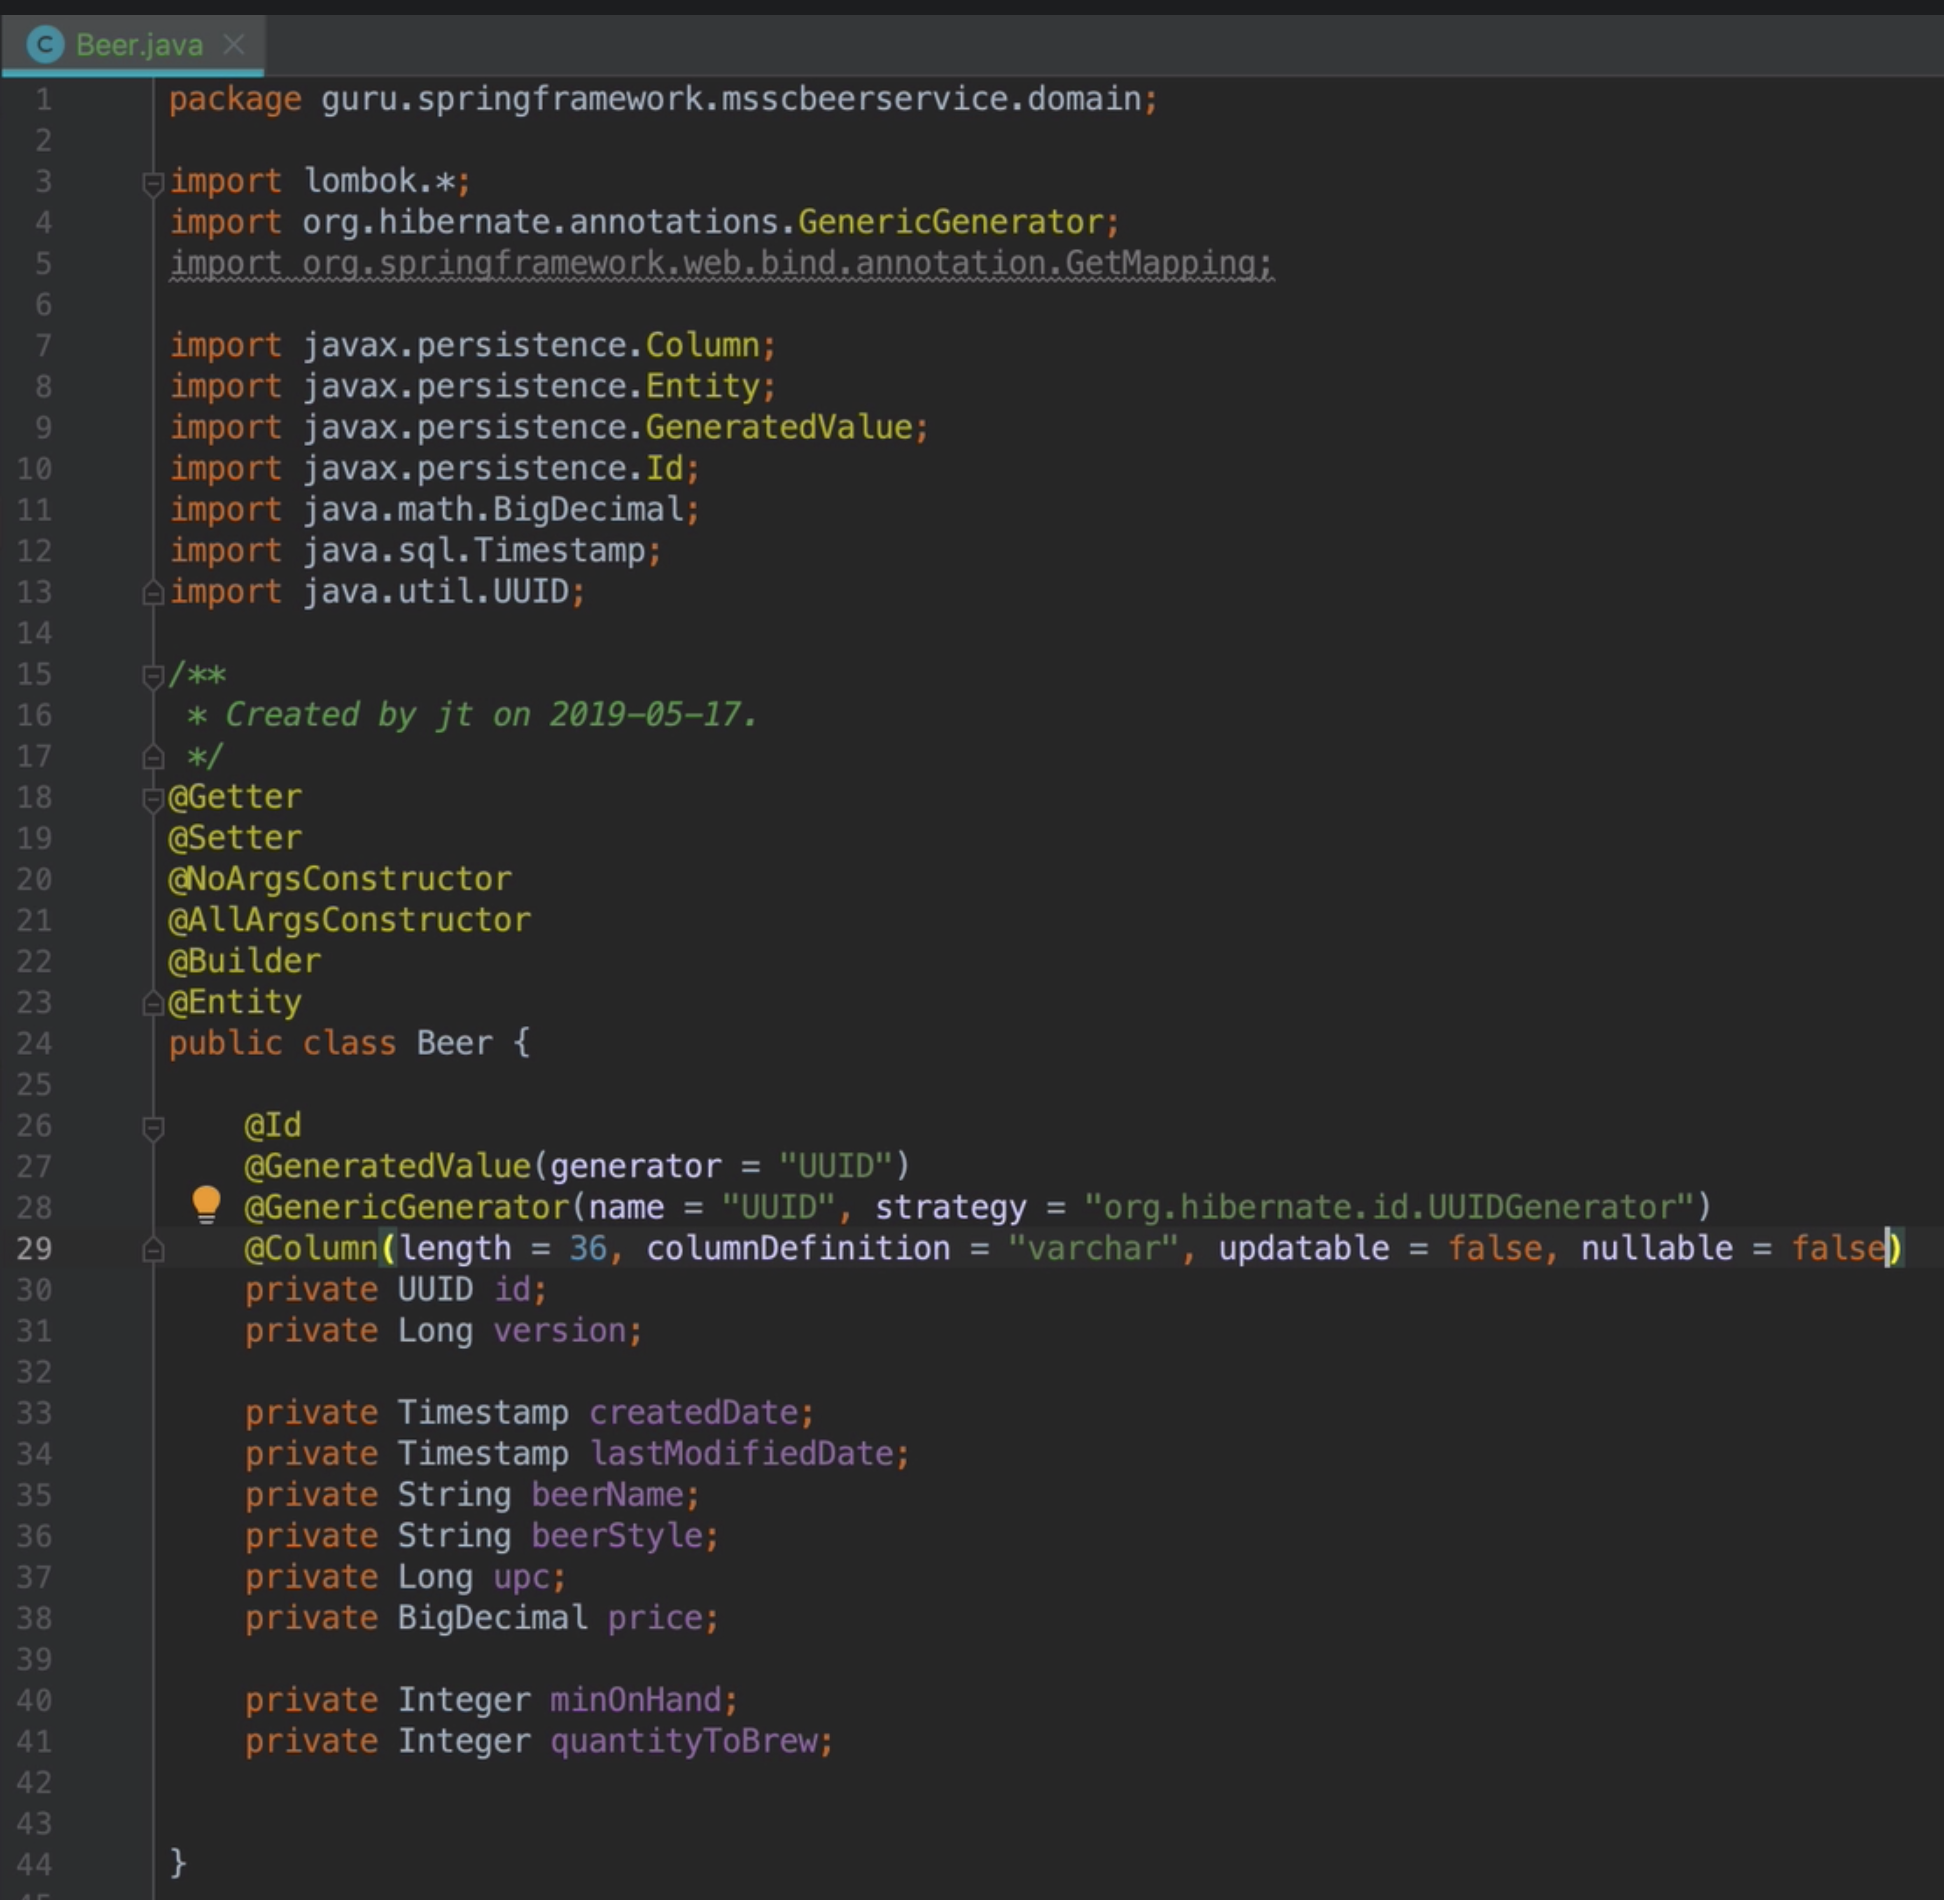 Beer.java
1 package guru.springframework.msscbeerservice.domain;
2
3 import lombok.*;
4 import org.hibernate.annotations.GenericGenerator;
5 import org.springframework.web.bind.annotation.GetMapping;
6
7 import javax.persistence.Column;
8 import javax.persistence.Entity;
9 import javax.persistence.GeneratedValue;
10 import javax.persistence.Id;
11 import java.math.BigDecimal;
12 import java.sql.Timestamp;
13 import java.util.UUID;
14
15 /**
16  * Created by jt on 2019-05-17.
17  */
18 @Getter
19 @Setter
20 @NoArgsConstructor
21 @AllArgsConstructor
22 @Builder
23 @Entity
24 public class Beer {
25
26     @Id
27     @GeneratedValue(generator = "UUID")
28     @GenericGenerator(name = "UUID", strategy = "org.hibernate.id.UUIDGenerator")
29     @Column(length = 36, columnDefinition = "varchar", updatable = false, nullable = false)
30     private UUID id;
31     private Long version;
32
33     private Timestamp createdDate;
34     private Timestamp lastModifiedDate;
35     private String beerName;
36     private String beerStyle;
37     private Long upc;
38     private BigDecimal price;
39
40     private Integer minOnHand;
41     private Integer quantityToBrew;
42
43
44 }